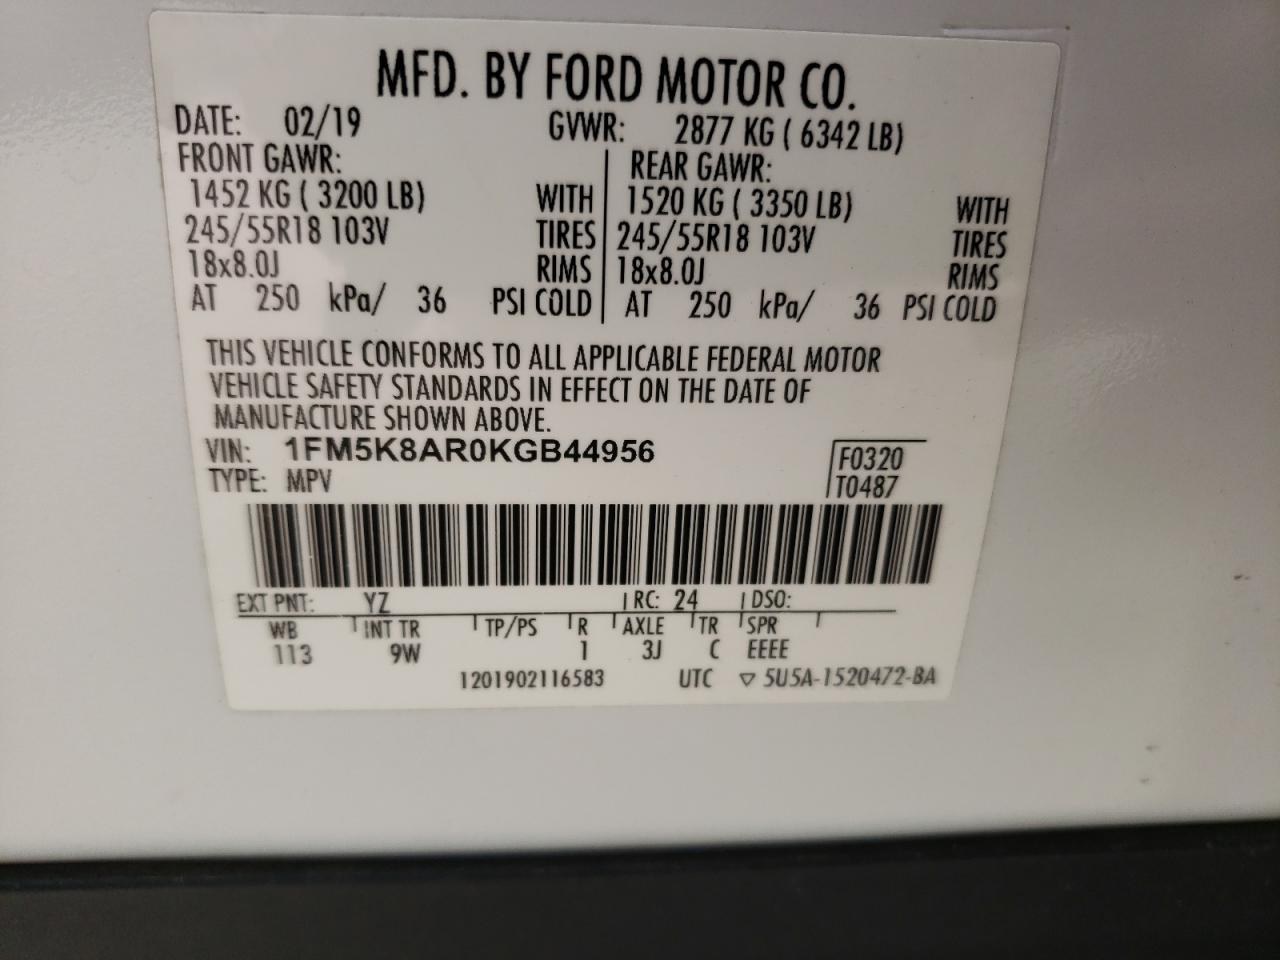 MFD. BY FORD MOTOR CO.
DATE: 02/19 GVWR: 2877 KG ( 6342 LB)
FRONT GAWR: REAR GAWR:
1452 KG ( 3200 LB) WITH 1520 KG ( 3350 LB) WITH
245/55R18 103V TIRES 245/55R18 103V TIRES
18x8.0J RIMS 18x8.0J RIMS
AT 250 kPa/ 36 PSI COLD AT 250 kPa/ 36 PSI COLD
THIS VEHICLE CONFORMS TO ALL APPLICABLE FEDERAL MOTOR
VEHICLE SAFETY STANDARDS IN EFFECT ON THE DATE OF
MANUFACTURE SHOWN ABOVE.
VIN: 1FM5K8AR0KGB44956 F0320
TYPE: MPV T0487
EXT PNT: YZ RC: 24 DSO:
WB INT TR TP/PS R AXLE TR SPR
113 9W 1 3J C EEEE
1201902116583 UTC ▽ 5U5A-1520472-BA